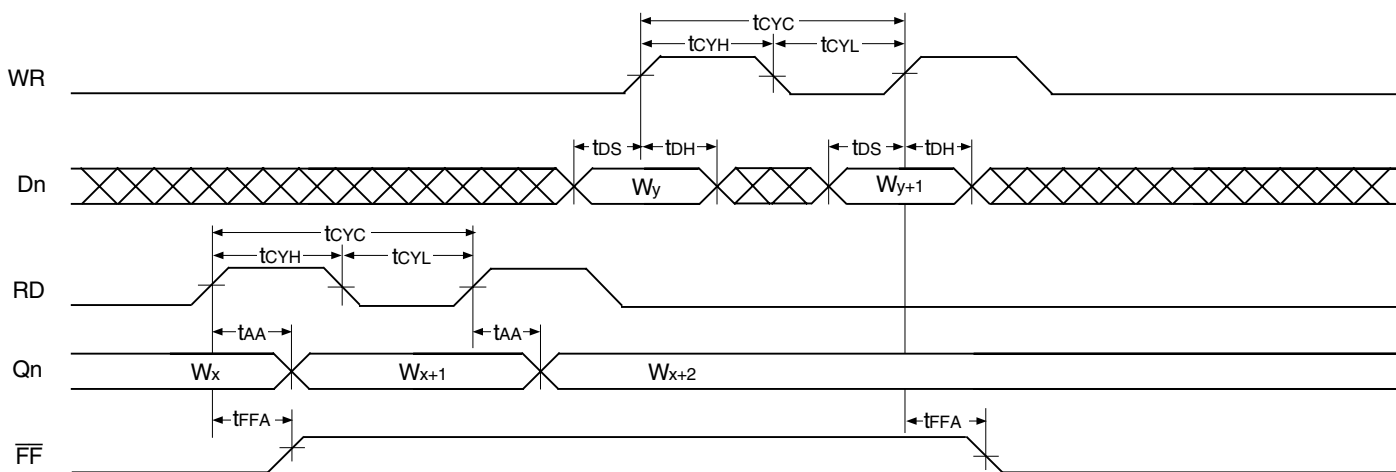 tCYC
tCYH tCYL
WR
tDS tDH tDS tDH
Dn Wy Wy+1
tCYC
tCYH tCYL
RD
tAA tAA
Qn Wx Wx+1 Wx+2
tFFA tFFA
F̅F̅